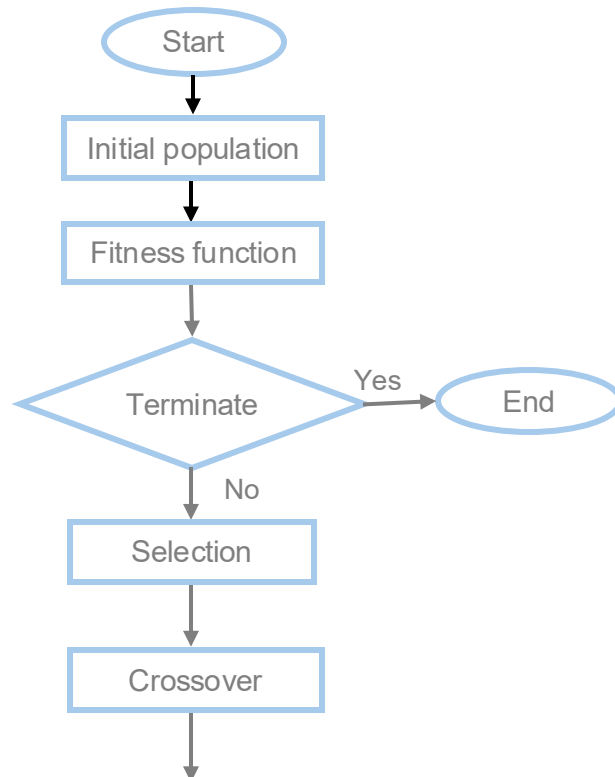 Start
Initial population
Fitness function
Terminate
Yes
End
No
Selection
Crossover